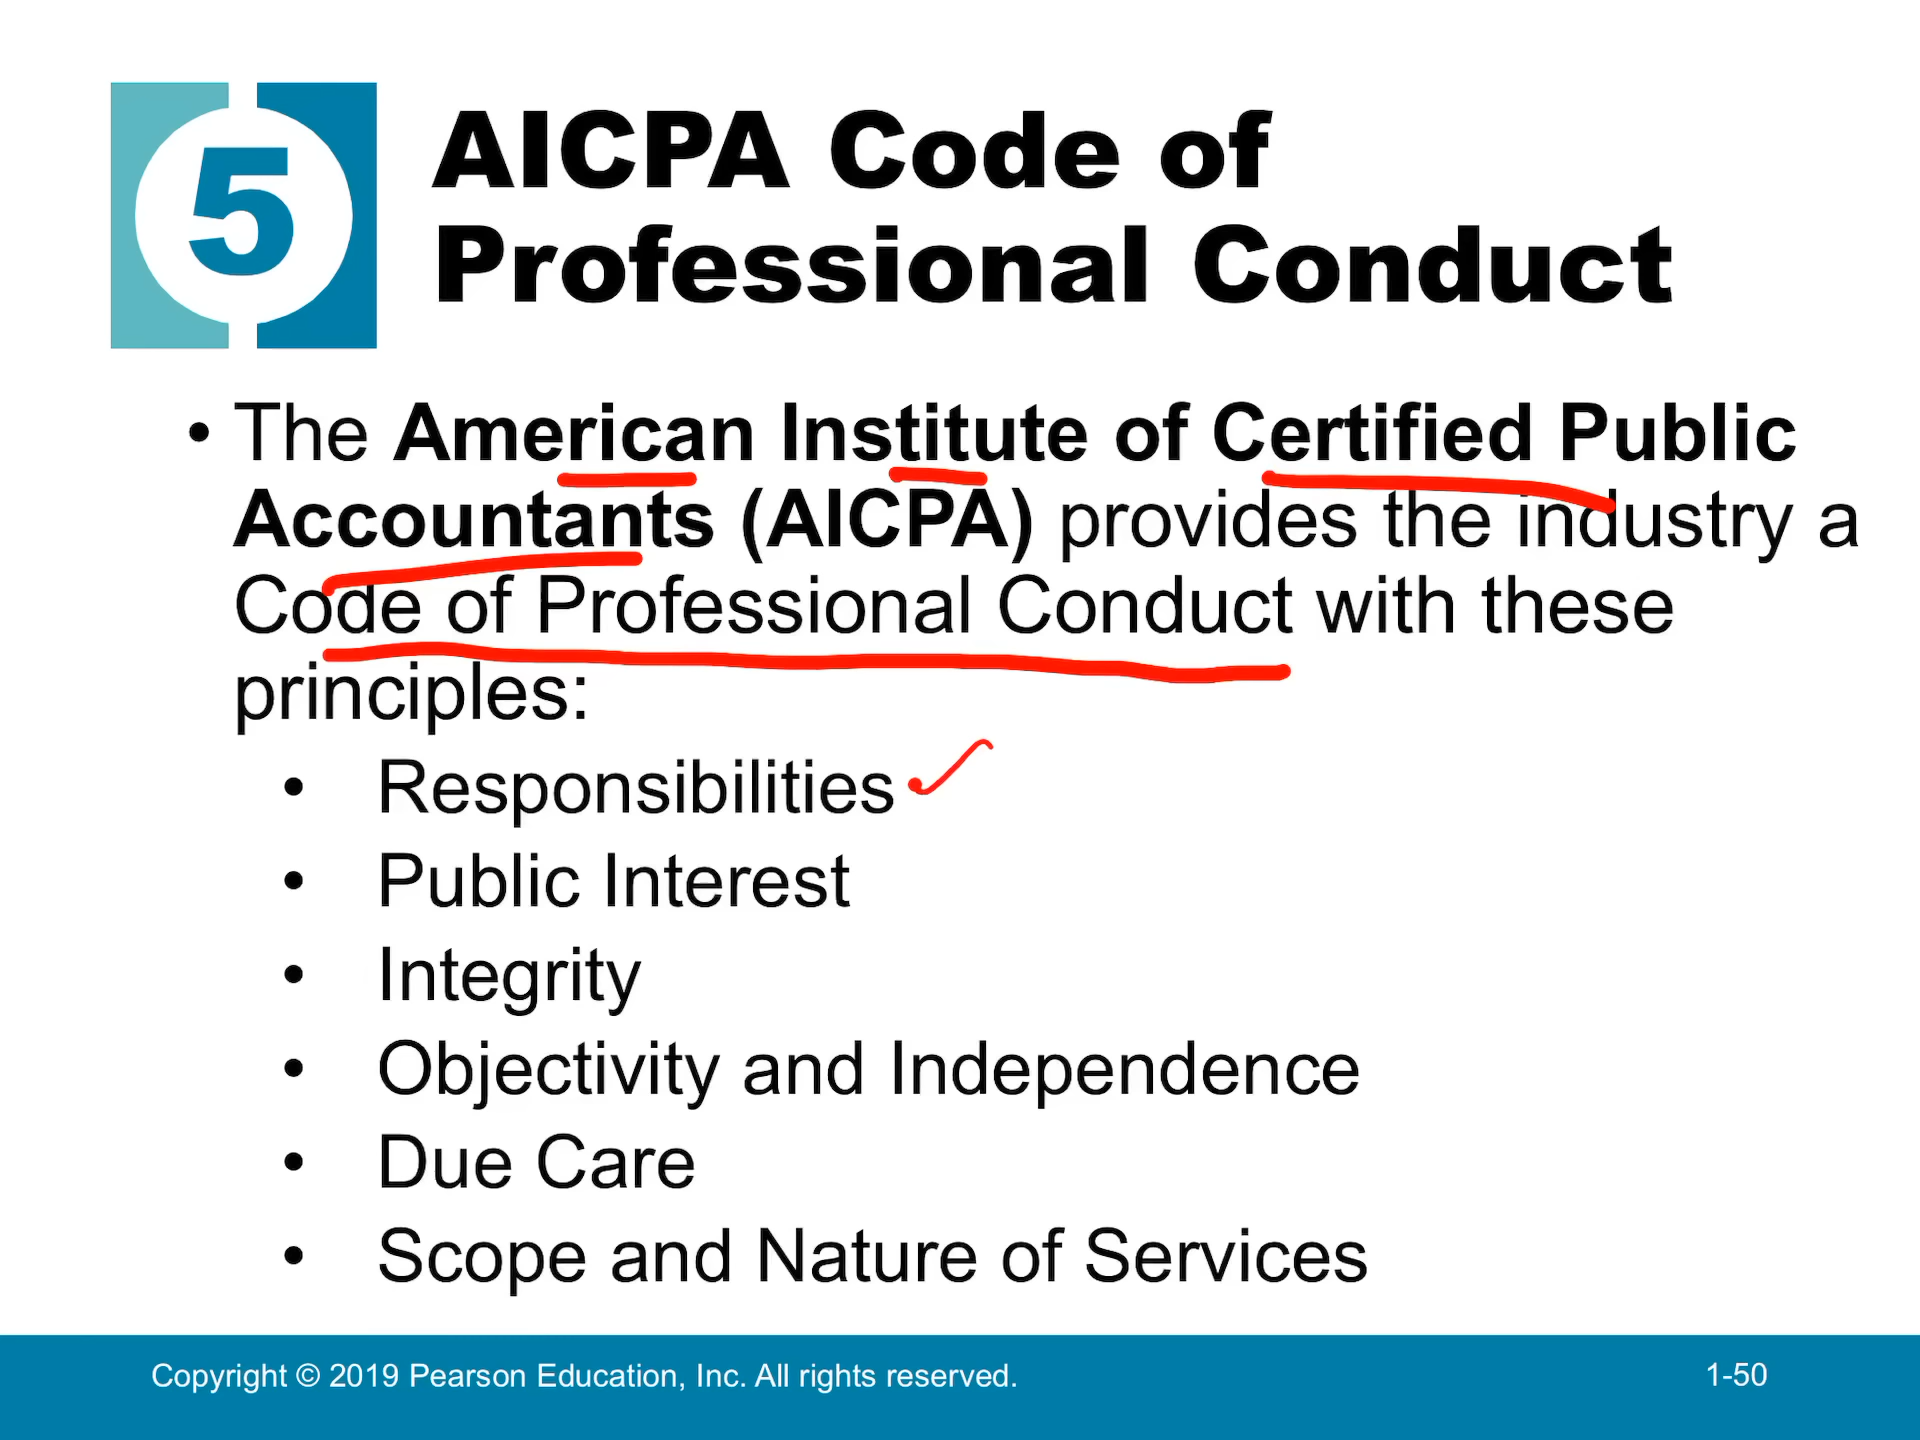 5
AICPA Code of
Professional Conduct
• The American Institute of Certified Public
Accountants (AICPA) provides the industry a
Code of Professional Conduct with these
principles:
• Responsibilities
• Public Interest
• Integrity
• Objectivity and Independence
• Due Care
• Scope and Nature of Services
Copyright © 2019 Pearson Education, Inc. All rights reserved.
1-50